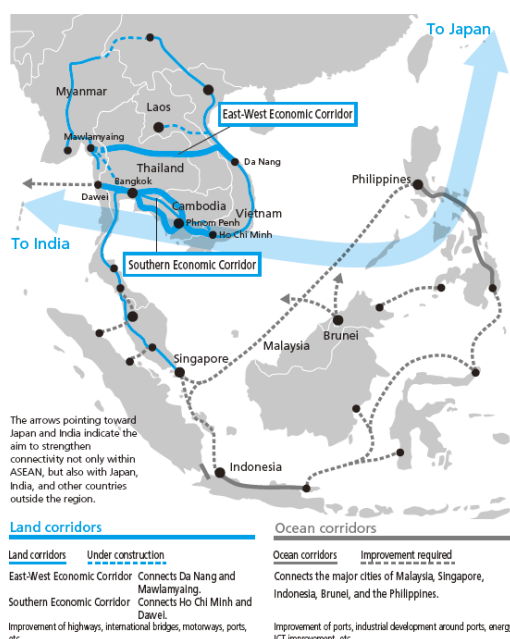 To Japan
Myanmar
Laos
East-West Economic Corridor
Mawlamyaing
Da Nang
Thailand
Bangkok
Philippines
Dawei
Cambodia
Vietnam
Phnom Penh
Ho Chi Minh
To India
Southern Economic Corridor
Malaysia
Brunei
Singapore
The arrows pointing toward
Japan and India indicate the
aim to strengthen
connectivity not only within
ASEAN, but also with Japan,
India, and other countries
outside the region.
Indonesia
Land corridors
Land corridors Under construction
East-West Economic Corridor Connects Da Nang and
Mawlamyaing.
Southern Economic Corridor Connects Ho Chi Minh and
Dawei.
Improvement of highways, international bridges, motorways, ports,
etc.
Ocean corridors
Ocean corridors Improvement required
Connects the major cities of Malaysia, Singapore,
Indonesia, Brunei, and the Philippines.
Improvement of ports, industrial development around ports, energ
ICT improvement, etc.